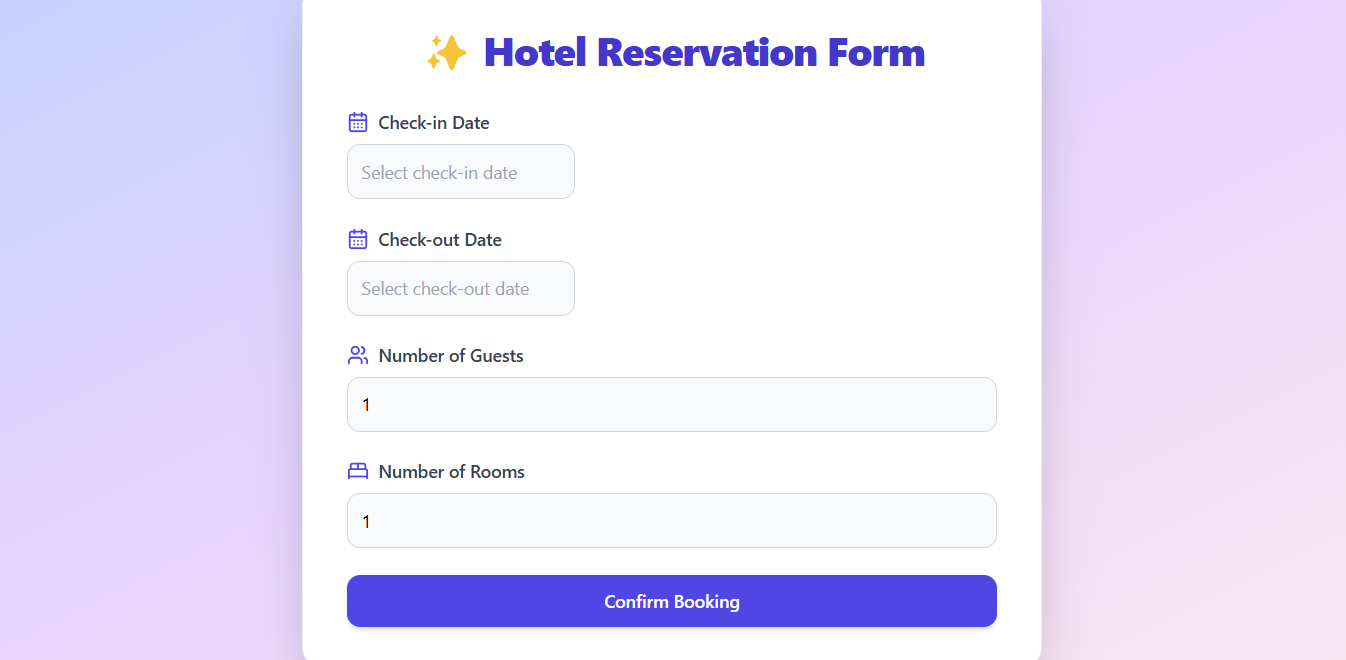 ✨ Hotel Reservation Form
Check-in Date
Select check-in date
Check-out Date
Select check-out date
Number of Guests
1
Number of Rooms
1
Confirm Booking